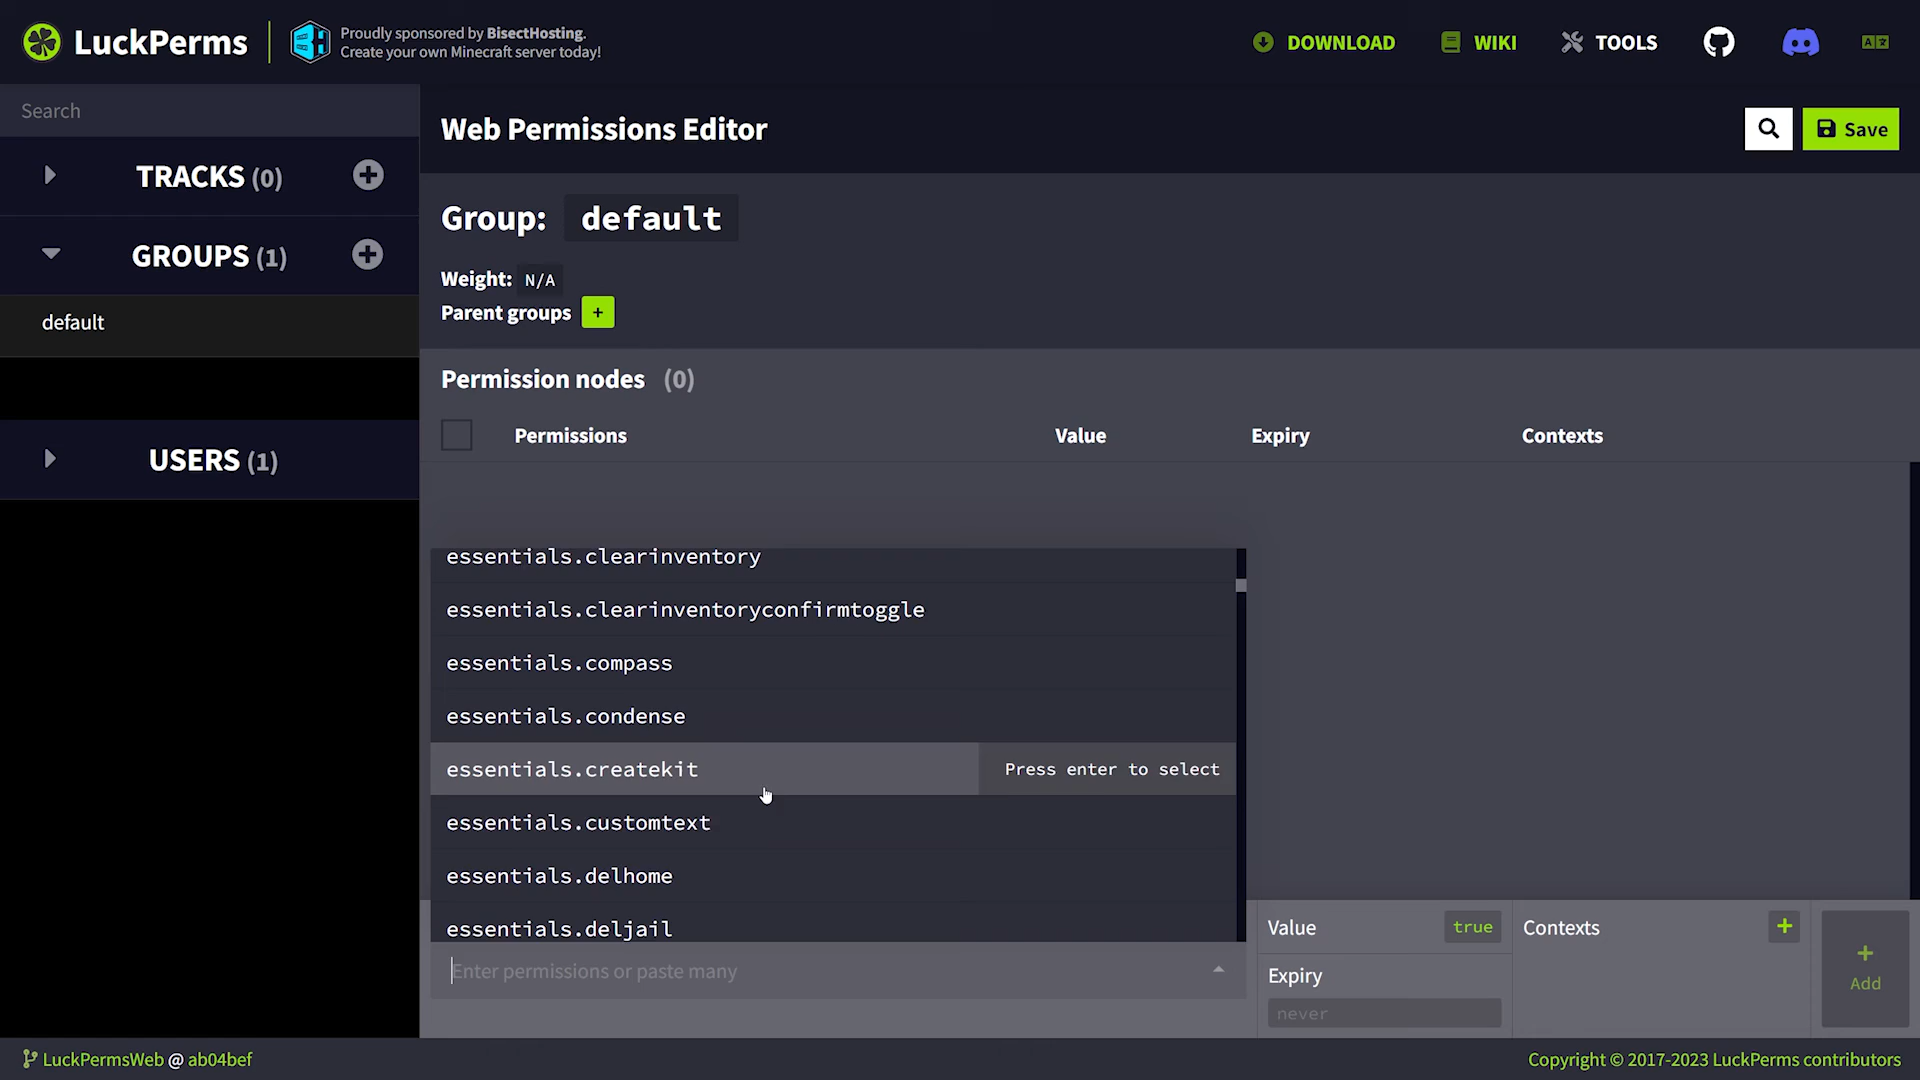 LuckPerms
Proudly sponsored by BisectHosting.
Create your own Minecraft server today!
DOWNLOAD
WIKI
TOOLS
Search
TRACKS (0)
GROUPS (1)
default
USERS (1)
Web Permissions Editor
Save
Group: default
Weight: N/A
Parent groups +
Permission nodes (0)
Permissions Value Expiry Contexts
essentials.clearinventory
essentials.clearinventoryconfirmtoggle
essentials.compass
essentials.condense
essentials.createkit Press enter to select
essentials.customtext
essentials.delhome
essentials.deljail
Enter permissions or paste many
Value true
Expiry
never
Contexts +
+
Add
LuckPermsWeb @ ab04bef
Copyright © 2017-2023 LuckPerms contributors